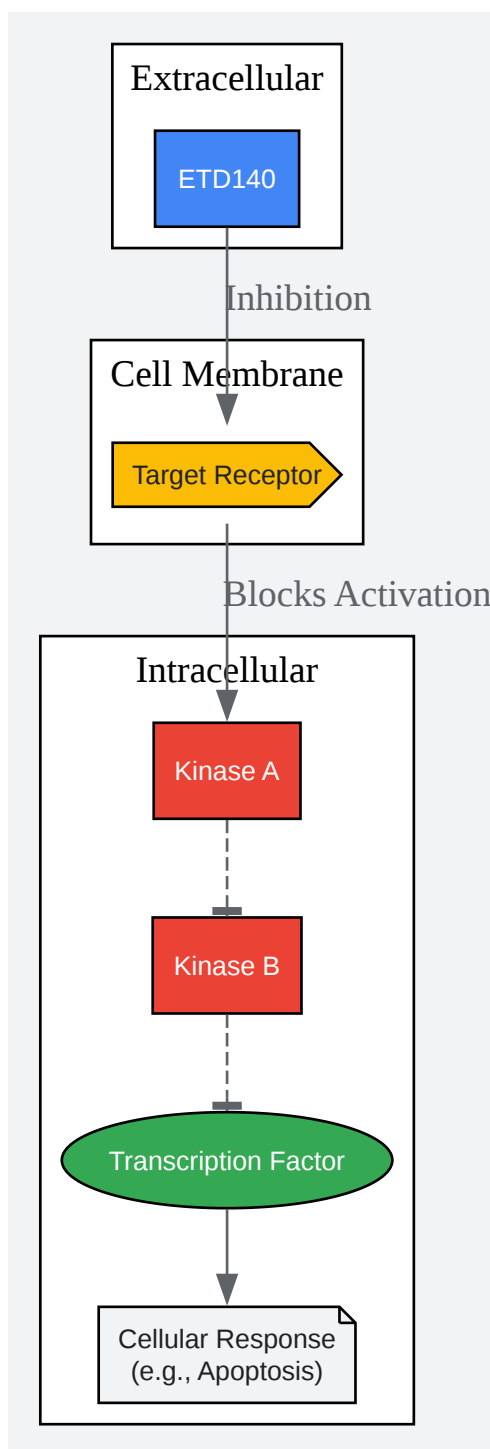 Extracellular
ETD140
Inhibition
Cell Membrane
Target Receptor
Blocks Activation
Intracellular
Kinase A
Kinase B
Transcription Factor
Cellular Response
(e.g., Apoptosis)